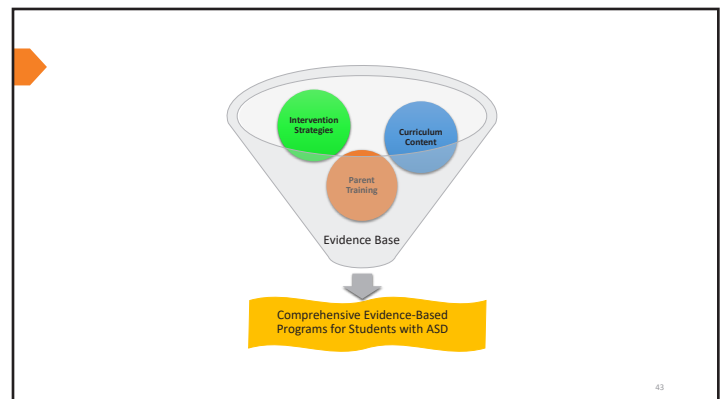 Intervention
Strategies
Curriculum
Content
Parent
Training
Evidence Base
Comprehensive Evidence-Based
Programs for Students with ASD
43